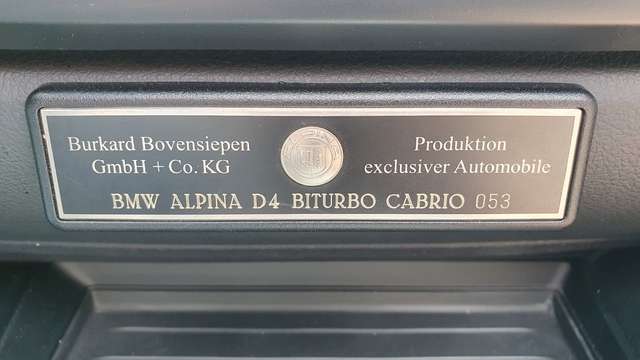 Burkard Bovensiepen
GmbH + Co. KG
Produktion
exclusiver Automobile
BMW ALPINA D4 BITURBO CABRIO 053